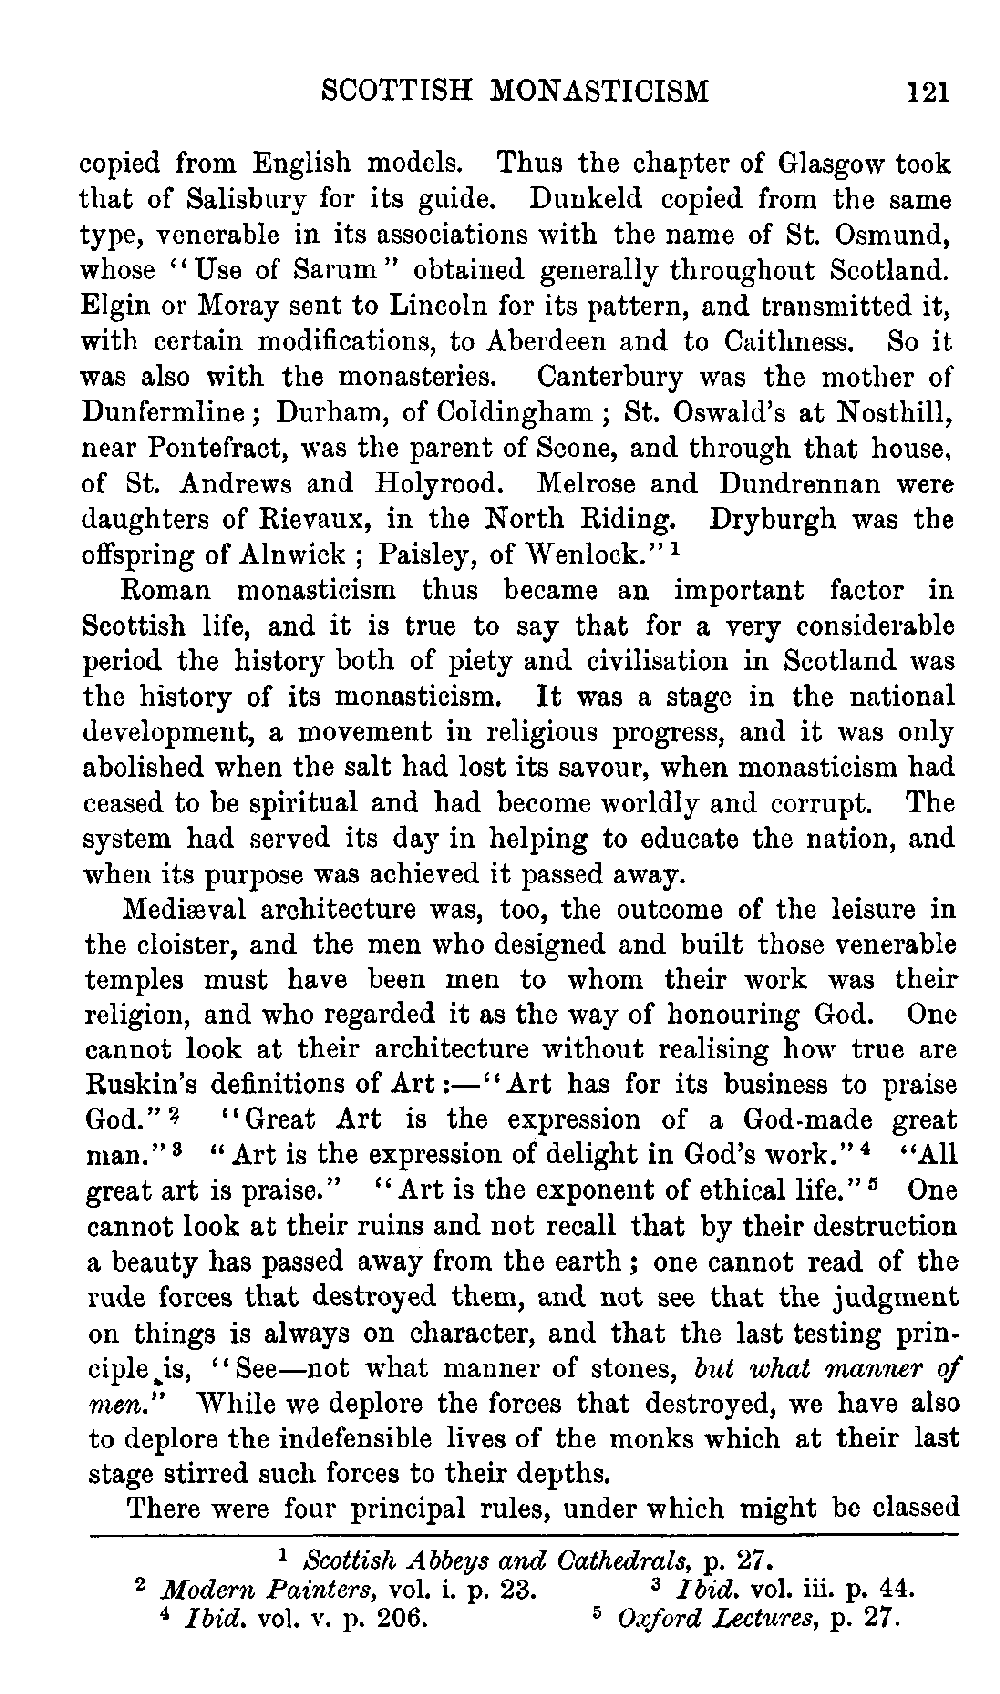 SCOTTISH MONASTICISM 121
copied from English models. Thus the chapter of Glasgow took
that of Salisbury for its guide. Dunkeld copied from the same
type, venerable in its associations with the name of St. Osmund,
whose "Use of Sarum" obtained generally throughout Scotland.
Elgin or Moray sent to Lincoln for its pattern, and transmitted it,
with certain modifications, to Aberdeen and to Caithness. So it
was also with the monasteries. Canterbury was the mother of
Dunfermline; Durham, of Coldingham; St. Oswald's at Nosthill,
near Pontefract, was the parent of Scone, and through that house,
of St. Andrews and Holyrood. Melrose and Dundrennan were
daughters of Rievaux, in the North Riding. Dryburgh was the
offspring of Alnwick; Paisley, of Wenlock."¹
Roman monasticism thus became an important factor in
Scottish life, and it is true to say that for a very considerable
period the history both of piety and civilisation in Scotland was
the history of its monasticism. It was a stage in the national
development, a movement in religious progress, and it was only
abolished when the salt had lost its savour, when monasticism had
ceased to be spiritual and had become worldly and corrupt. The
system had served its day in helping to educate the nation, and
when its purpose was achieved it passed away.
Mediæval architecture was, too, the outcome of the leisure in
the cloister, and the men who designed and built those venerable
temples must have been men to whom their work was their
religion, and who regarded it as the way of honouring God. One
cannot look at their architecture without realising how true are
Ruskin's definitions of Art:—"Art has for its business to praise
God."² "Great Art is the expression of a God-made great
man."³ "Art is the expression of delight in God's work."⁴ "All
great art is praise." "Art is the exponent of ethical life."⁵ One
cannot look at their ruins and not recall that by their destruction
a beauty has passed away from the earth; one cannot read of the
rude forces that destroyed them, and not see that the judgment
on things is always on character, and that the last testing prin-
ciple is, "See—not what manner of stones, but what manner of
men." While we deplore the forces that destroyed, we have also
to deplore the indefensible lives of the monks which at their last
stage stirred such forces to their depths.
There were four principal rules, under which might be classed
¹ Scottish Abbeys and Cathedrals, p. 27.
² Modern Painters, vol. i. p. 23. ³ Ibid. vol. iii. p. 44.
⁴ Ibid. vol. v. p. 206. ⁵ Oxford Lectures, p. 27.